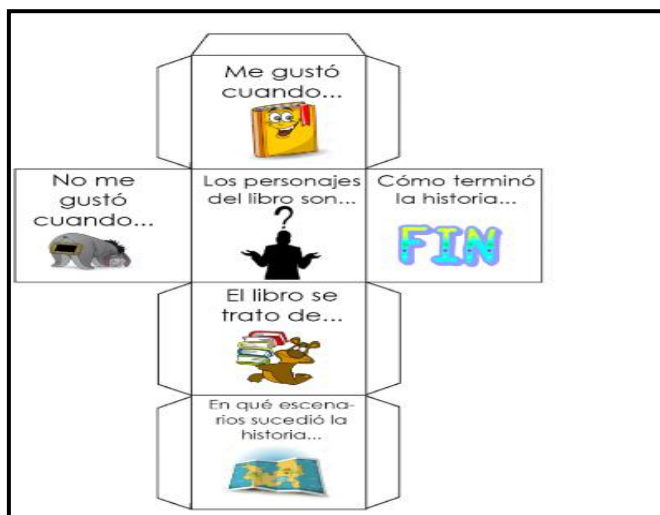 Me gustó
cuando...
No me
gustó
cuando...
Los personajes
del libro son...
?
Cómo terminó
la historia...
FIN
El libro se
trato de...
En qué escena-
rios sucedió la
historia...